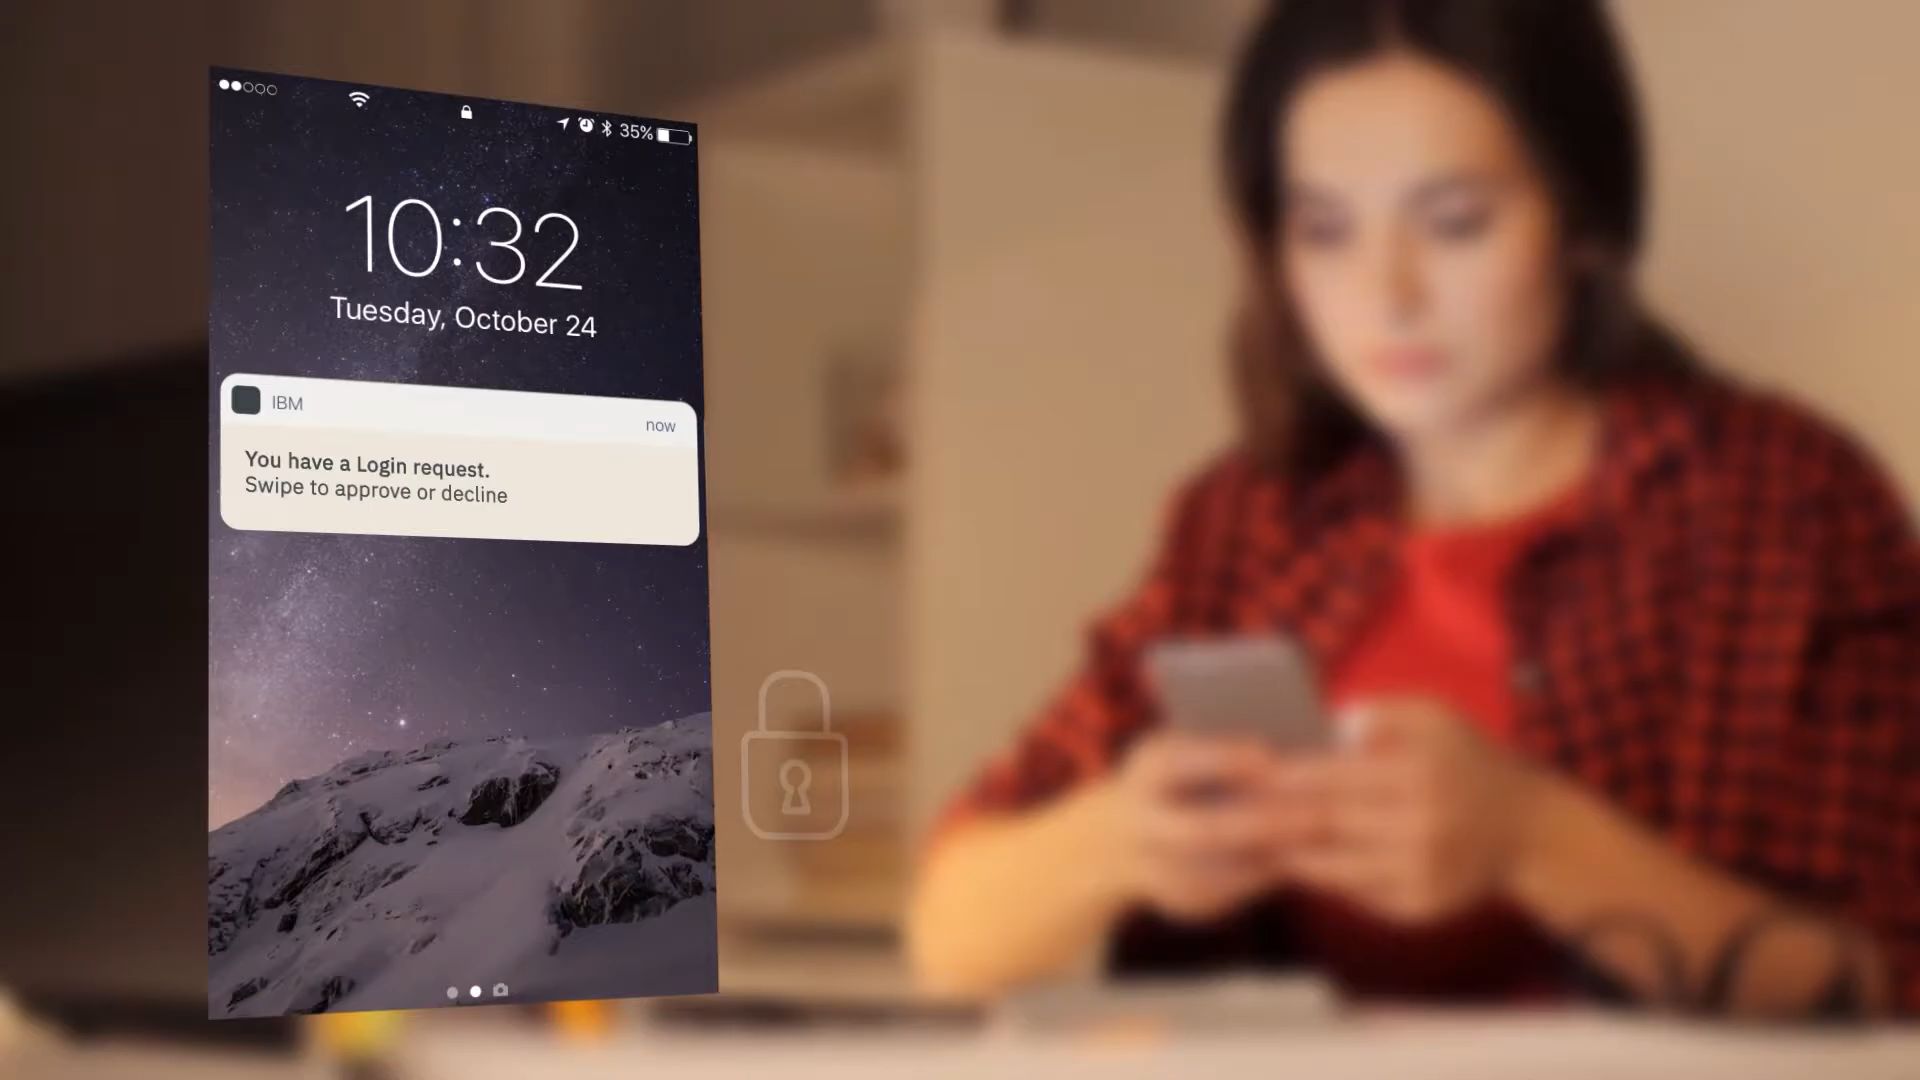 35%
10:32
Tuesday, October 24
IBM
now
You have a Login request.
Swipe to approve or decline